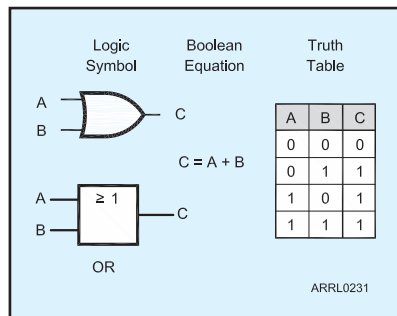 Logic Symbol
Boolean Equation
Truth Table
A
B
C
C = A + B
A
B
≥ 1
C
OR
A B C
0 0 0
0 1 1
1 0 1
1 1 1
ARRL0231